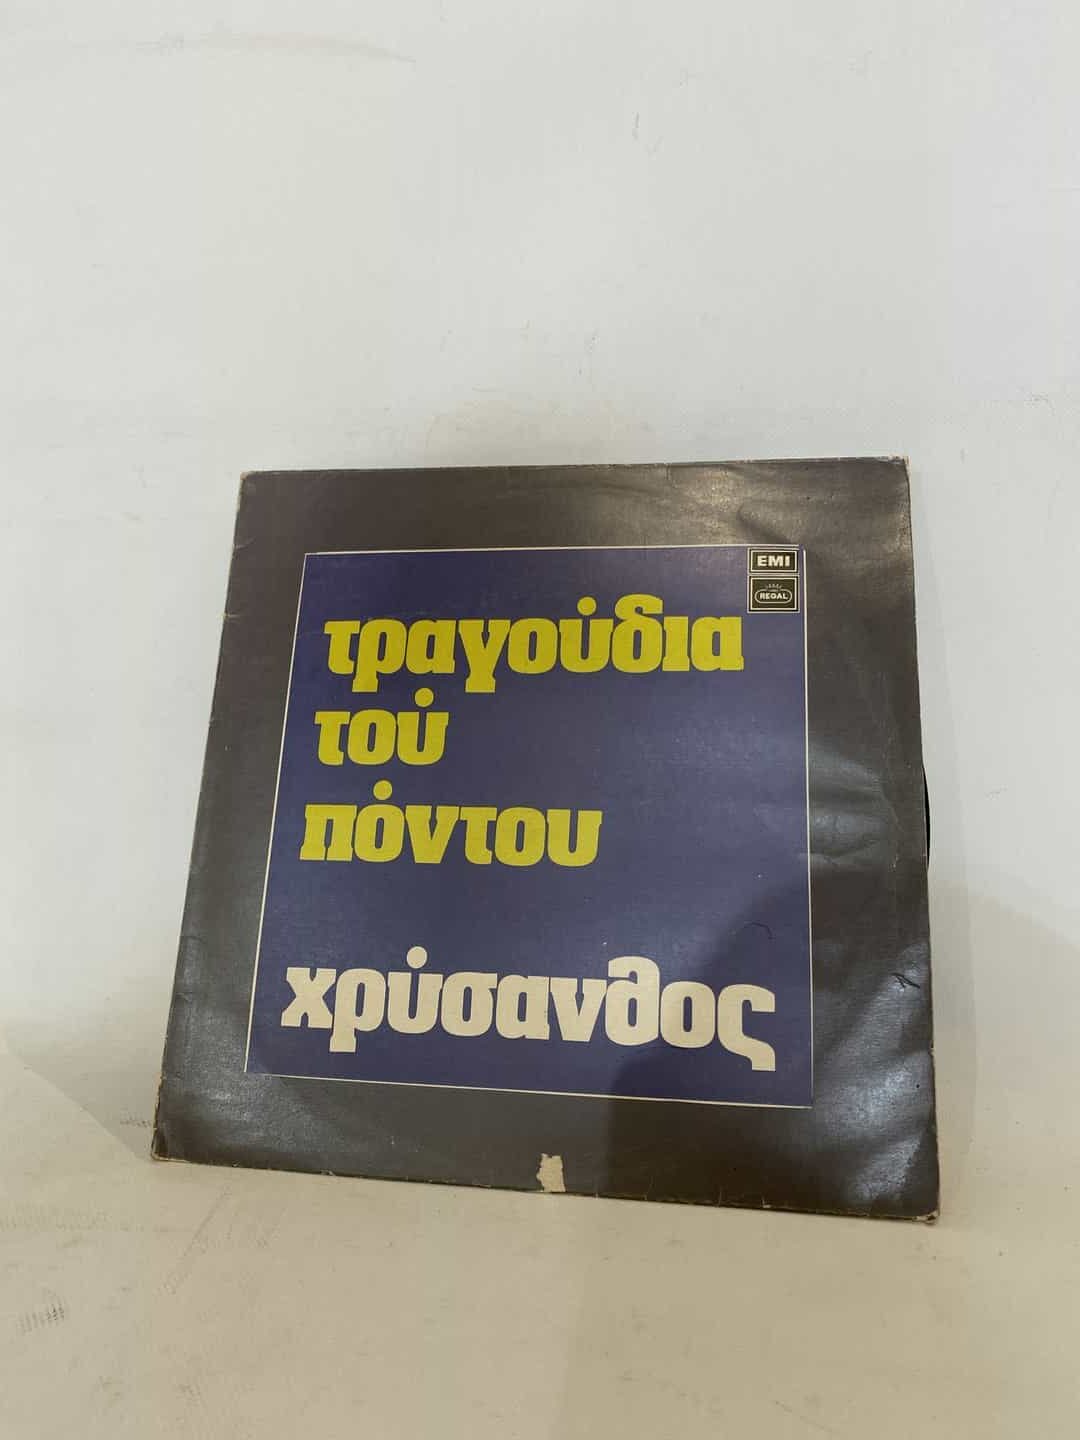 EMI
REGAL
τραγούδια
τού
πόντου
χρύσανθος